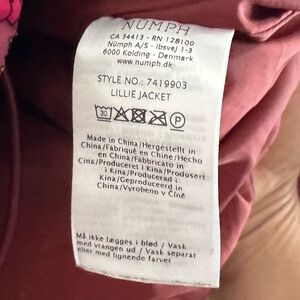 NÜMPH
CA 54413 - RN 128100
Nümph A/S - Ibsvej 1-3
6000 Kolding - Denmark
www.numph.dk
STYLE NO.: 7419903
LILLIE JACKET
30
P
Made in China/Hergestellt in
China/Fabriqué en Chine/Hecho
en China/Fabbricato in
Cina/Produceret i Kina/Produsert
i Kina/Producerad i
Kina/Geproduceerd in
China/Vyrobeno v Číně
Må ikke lægges i blød / Vask
med vrangen ud / Vask separat
eller med lignende farver